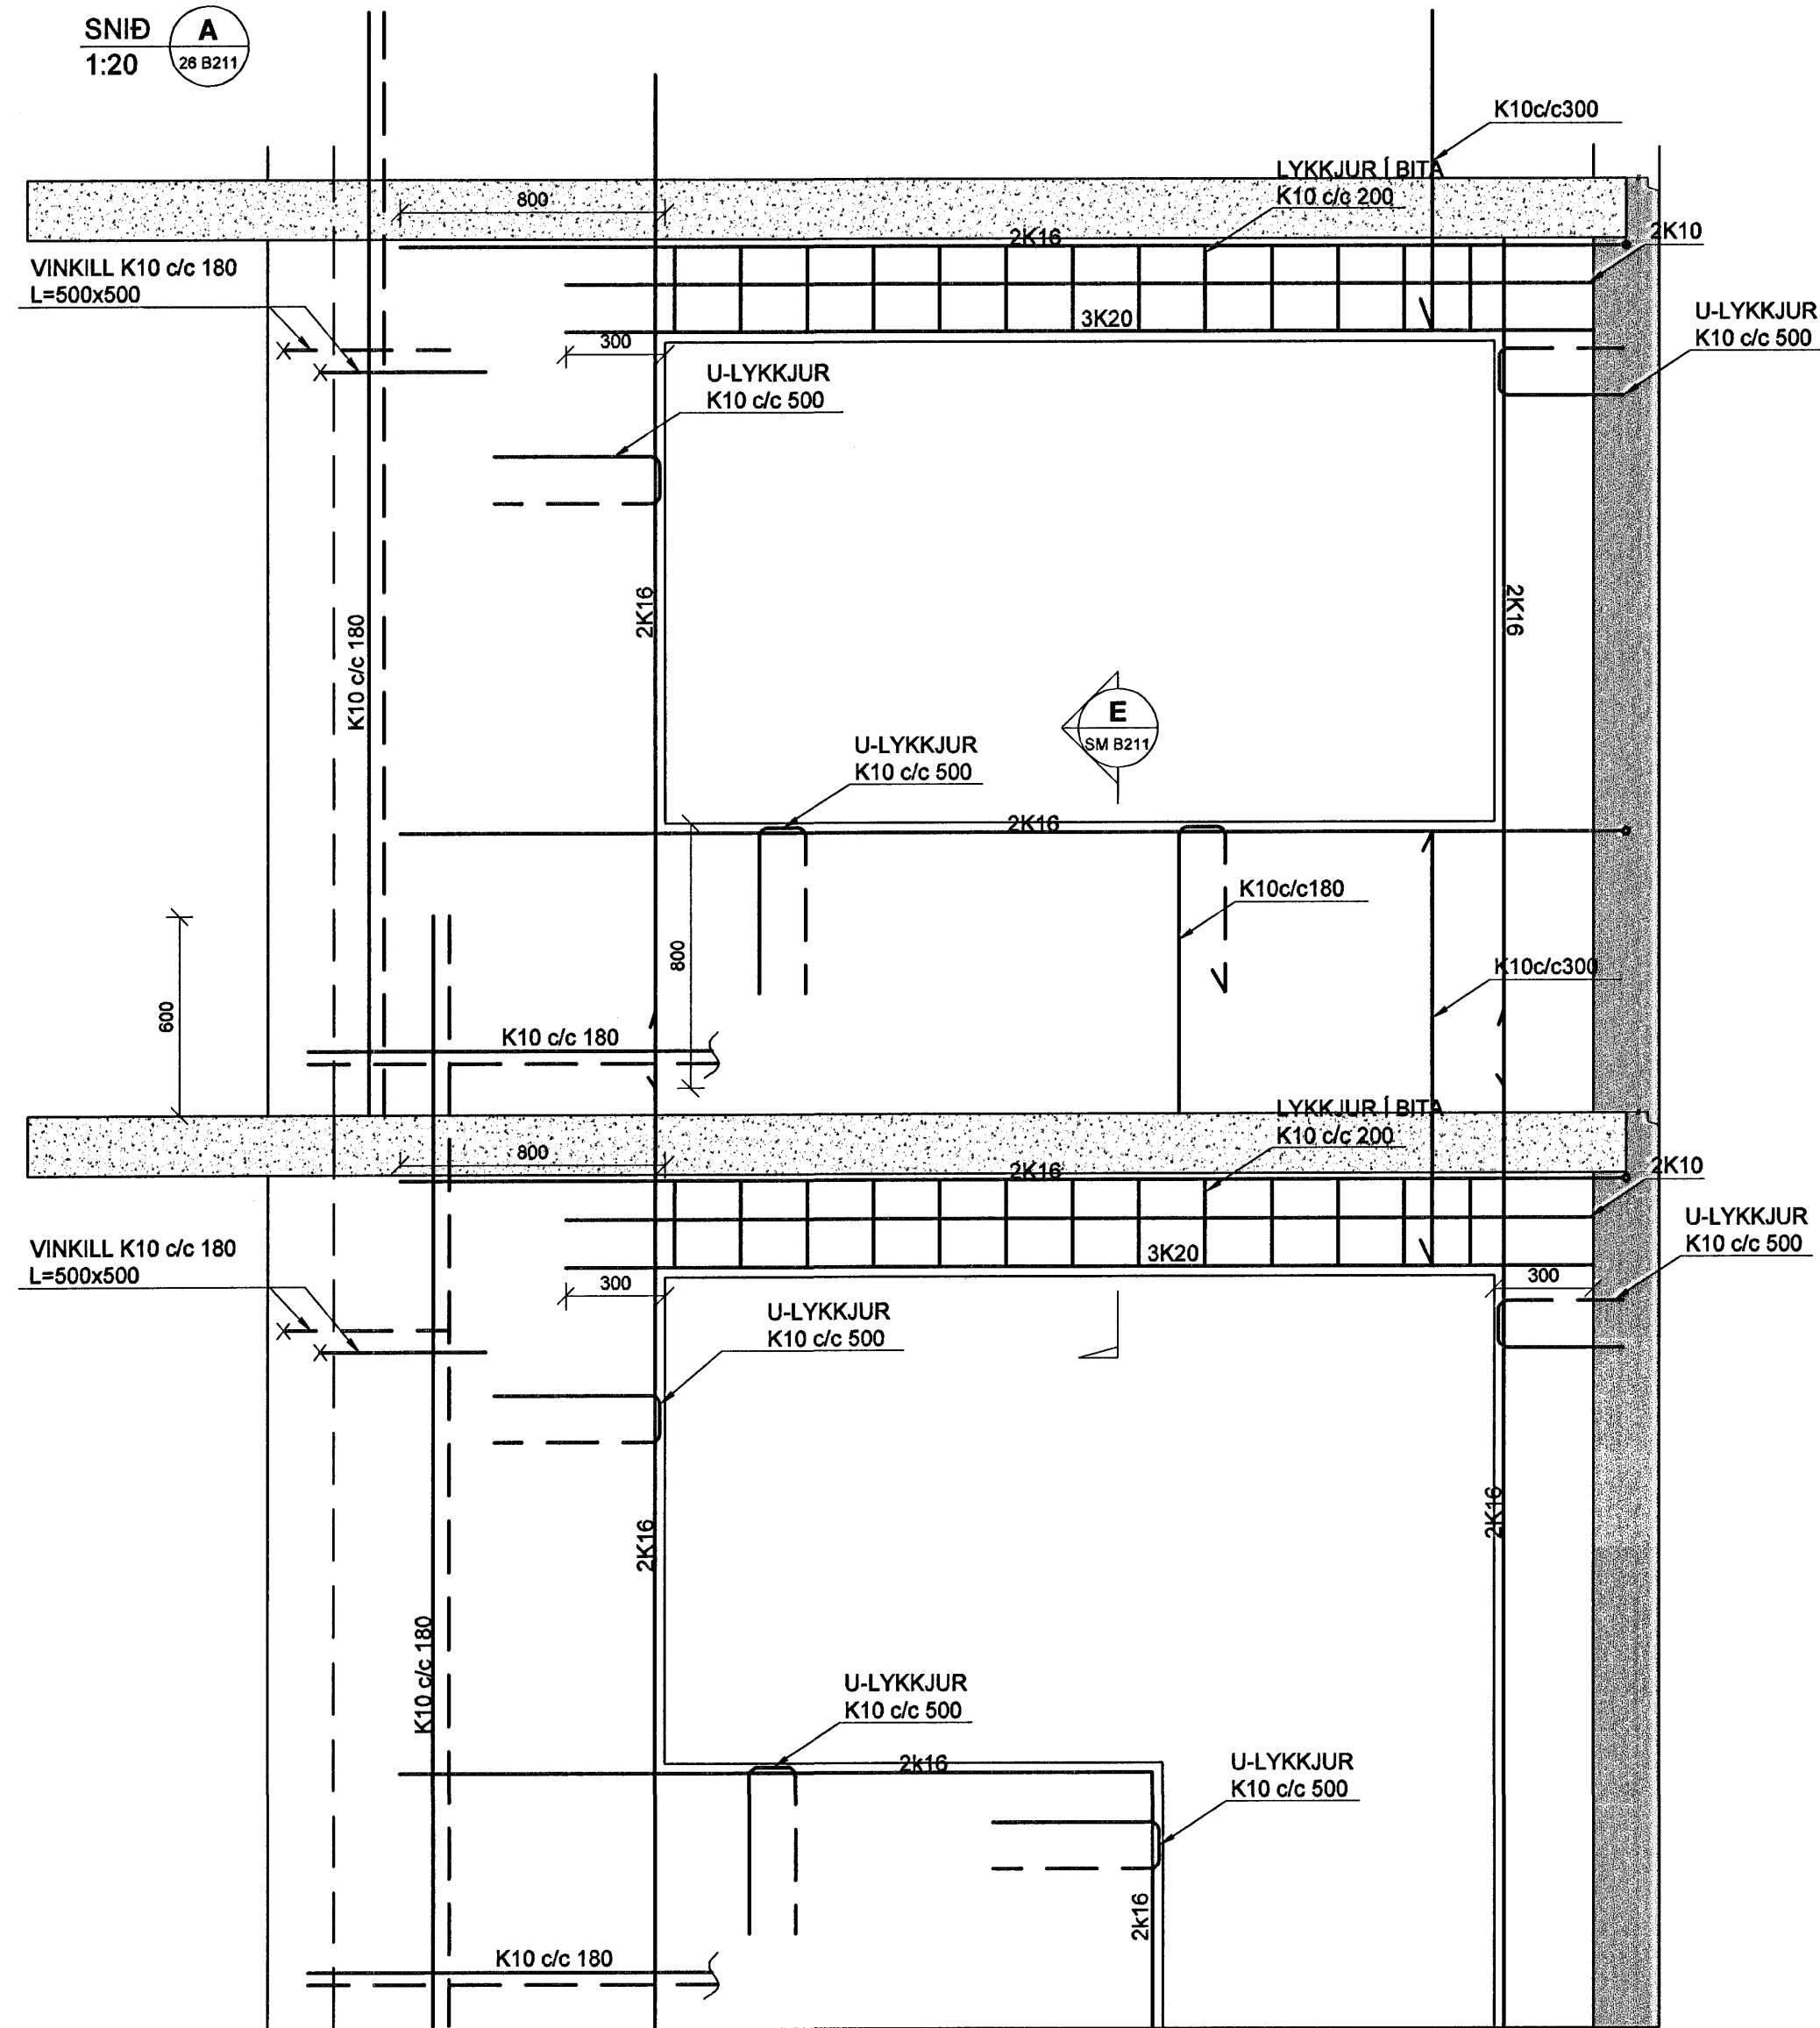 SNIÐ
1:20
A
26 B211
K10c/c300
LYKKJUR Í BITA
K10 c/c 200
800
2K16
2K10
VINKILL K10 c/c 180
L=500x500
3K20
300
U-LYKKJUR
K10 c/c 500
U-LYKKJUR
K10 c/c 500
2K16
2K16
K10 c/c 180
E
SM B211
U-LYKKJUR
K10 c/c 500
2K16
K10c/c180
800
K10c/c300
600
K10 c/c 180
LYKKJUR Í BITA
K10 c/c 200
800
2K16
2K10
U-LYKKJUR
K10 c/c 500
VINKILL K10 c/c 180
L=500x500
3K20
300
300
U-LYKKJUR
K10 c/c 500
2K16
2K16
K10 c/c 180
U-LYKKJUR
K10 c/c 500
2k16
U-LYKKJUR
K10 c/c 500
2k16
K10 c/c 180